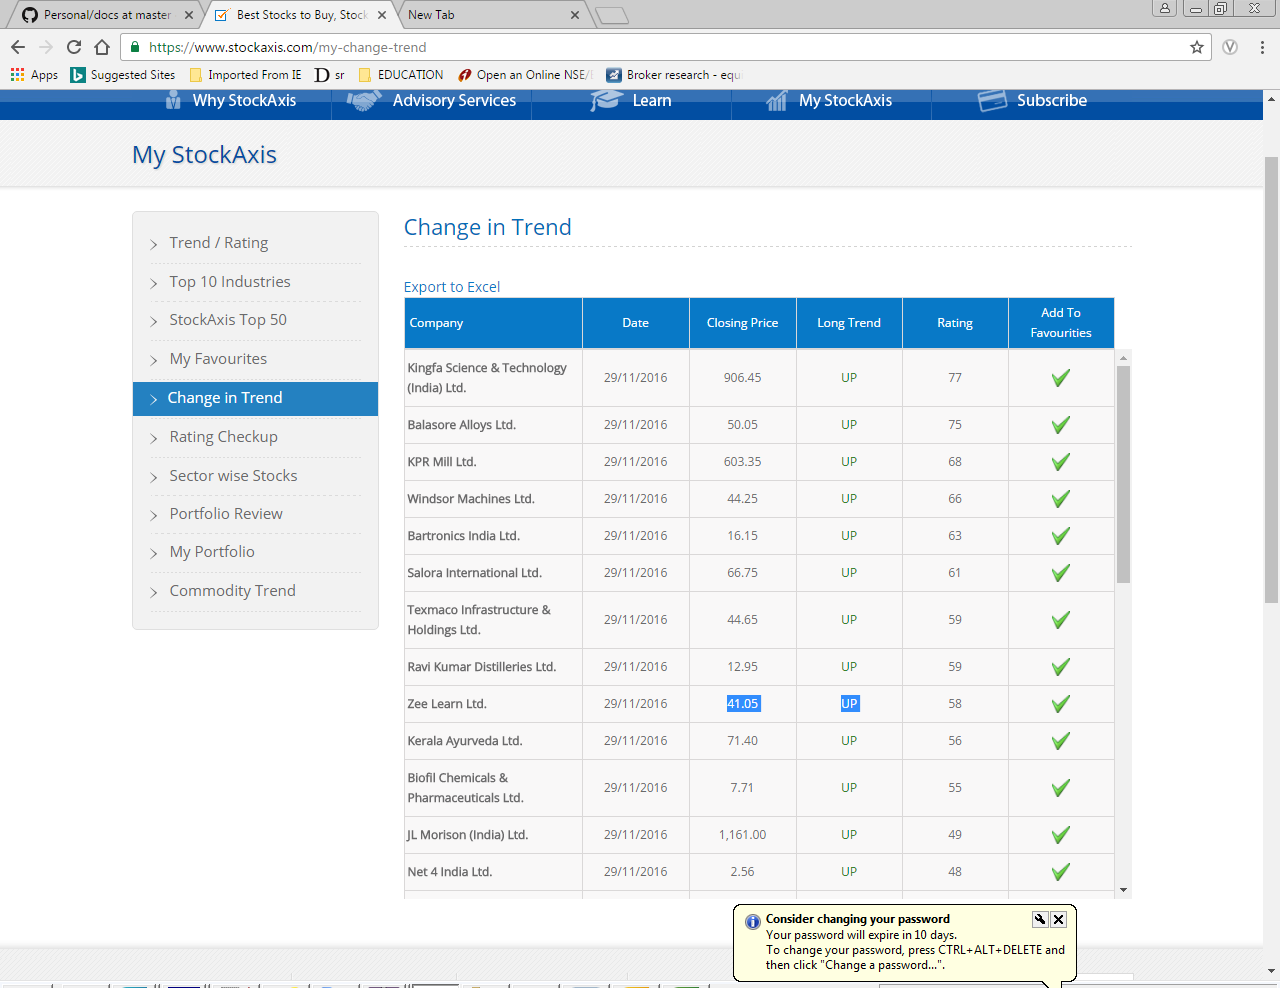 Personal/docs at master
Best Stocks to Buy, Stock
New Tab
https://www.stockaxis.com/my-change-trend
Apps
Suggested Sites
Imported From IE
sr
EDUCATION
Open an Online NSE/
Broker research - equ
Why StockAxis
Advisory Services
Learn
My StockAxis
Subscribe
My StockAxis
Trend / Rating
Top 10 Industries
StockAxis Top 50
My Favourites
Change in Trend
Rating Checkup
Sector wise Stocks
Portfolio Review
My Portfolio
Commodity Trend
Change in Trend
Export to Excel
Company Date Closing Price Long Trend Rating Add To
Favourities
Kingfa Science & Technology
(India) Ltd. 29/11/2016 906.45 UP 77
Balasore Alloys Ltd. 29/11/2016 50.05 UP 75
KPR Mill Ltd. 29/11/2016 603.35 UP 68
Windsor Machines Ltd. 29/11/2016 44.25 UP 66
Bartronics India Ltd. 29/11/2016 16.15 UP 63
Salora International Ltd. 29/11/2016 66.75 UP 61
Texmaco Infrastructure &
Holdings Ltd. 29/11/2016 44.65 UP 59
Ravi Kumar Distilleries Ltd. 29/11/2016 12.95 UP 59
Zee Learn Ltd. 29/11/2016 41.05 UP 58
Kerala Ayurveda Ltd. 29/11/2016 71.40 UP 56
Biofil Chemicals &
Pharmaceuticals Ltd. 29/11/2016 7.71 UP 55
JL Morison (India) Ltd. 29/11/2016 1,161.00 UP 49
Net 4 India Ltd. 29/11/2016 2.56 UP 48
Consider changing your password
Your password will expire in 10 days.
To change your password, press CTRL+ALT+DELETE and
then click "Change a password...".